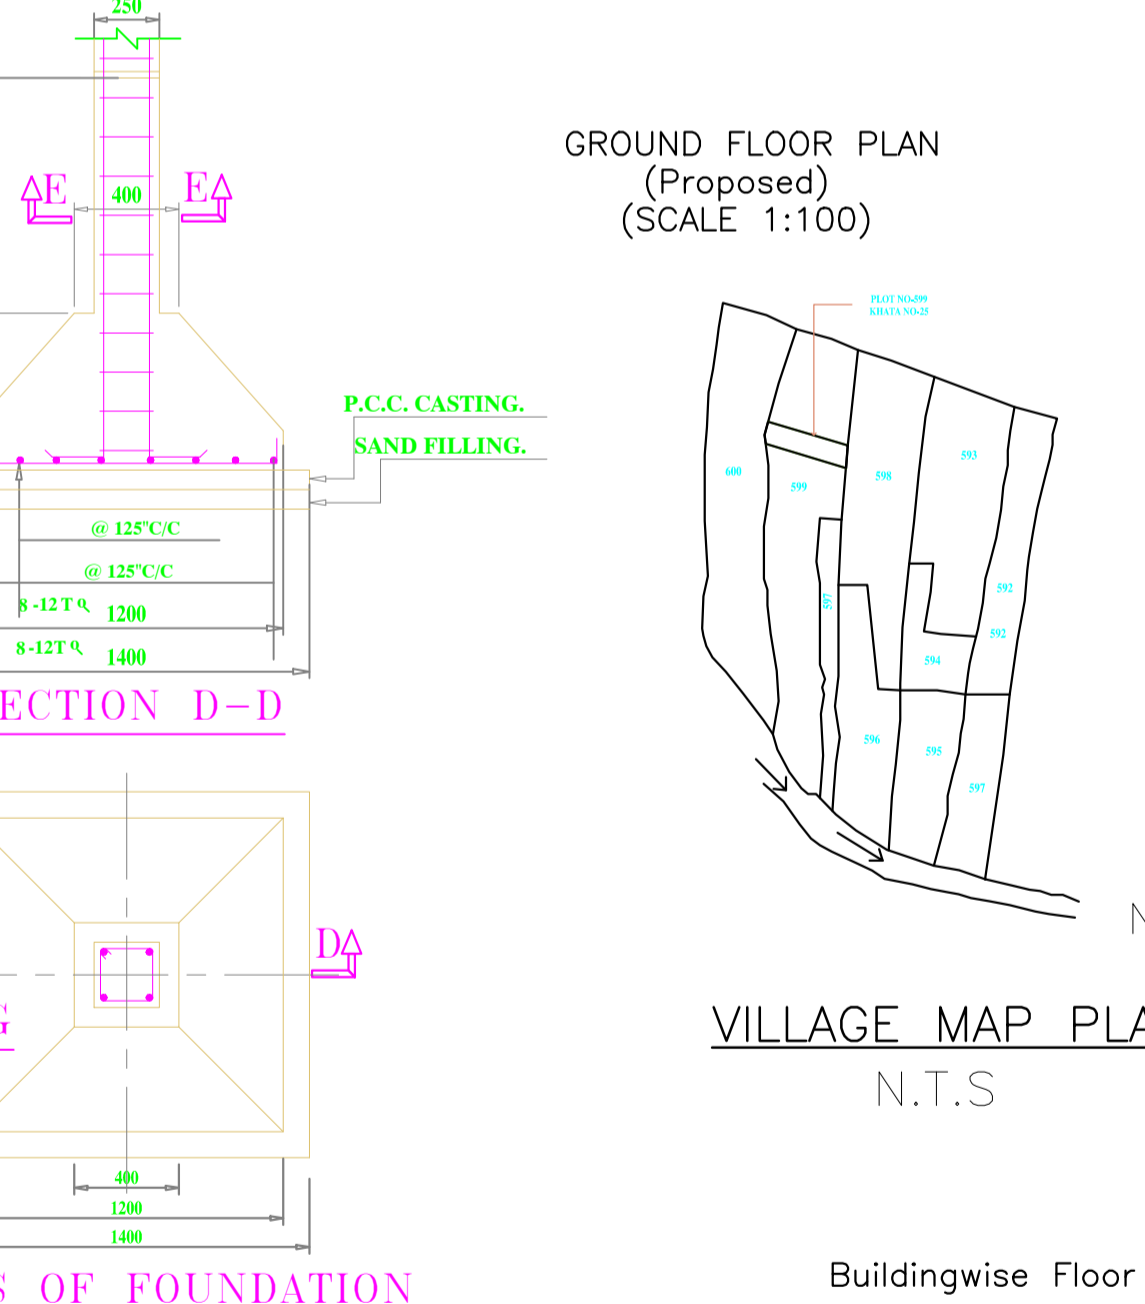 250
E
400
E
P.C.C. CASTING.
SAND FILLING.
@ 125"C/C
@ 125"C/C
8 -12 T
1200
8 -12T
1400
ECTION D-D
D
G
400
1200
1400
S OF FOUNDATION
GROUND FLOOR PLAN
(Proposed)
(SCALE 1:100)
PLOT NO-599
KHATA NO-25
600
599
598
593
597
592
592
594
596
595
597
N
VILLAGE MAP PLA
N.T.S
Buildingwise Floor